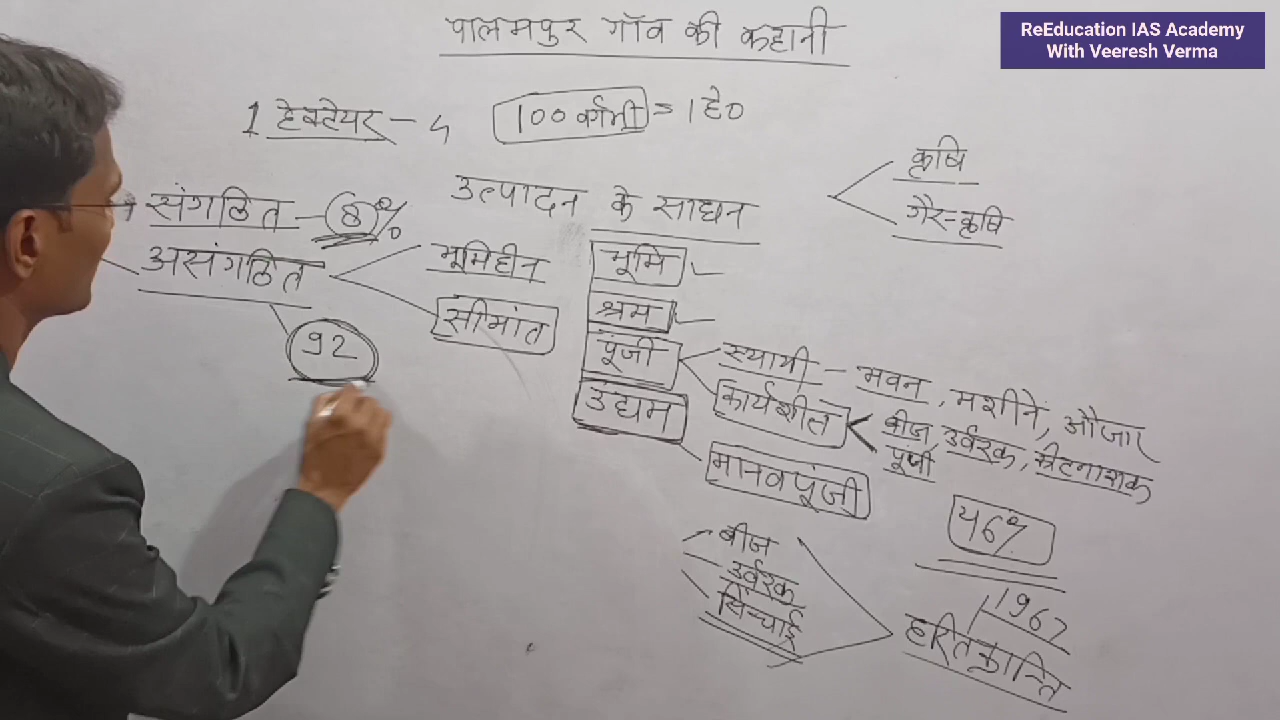 पालमपुर गाँव की कहानी
ReEducation IAS Academy
With Veeresh Verma
1 हेक्टेयर – 4
100 वर्गमी = 1 हे०
कृषि
गैर-कृषि
उत्पादन के साधन
संगठित – 8%
असंगठित
भूमिहीन
सीमांत
92
भूमि
श्रम
पूंजी
स्थायी – भवन, मशीनें, औजार
कार्यशील
बीज, उर्वरक, कीटनाशक
पूंजी
उद्यम
मानवपूंजी
बीज
उर्वरक
सिंचाई
46%
1967
हरितक्रान्ति